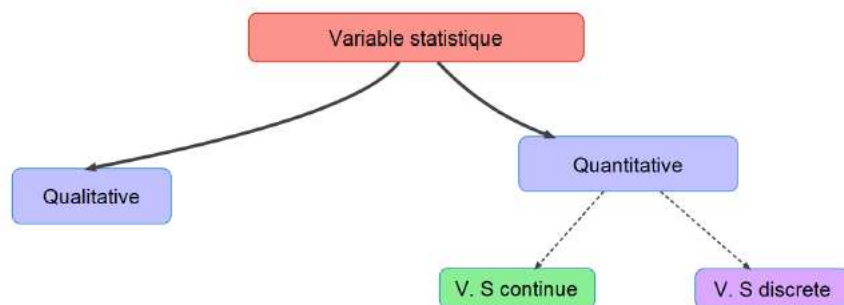 Variable statistique
Quantitative
Qualitative
V. S continue
V. S discrete